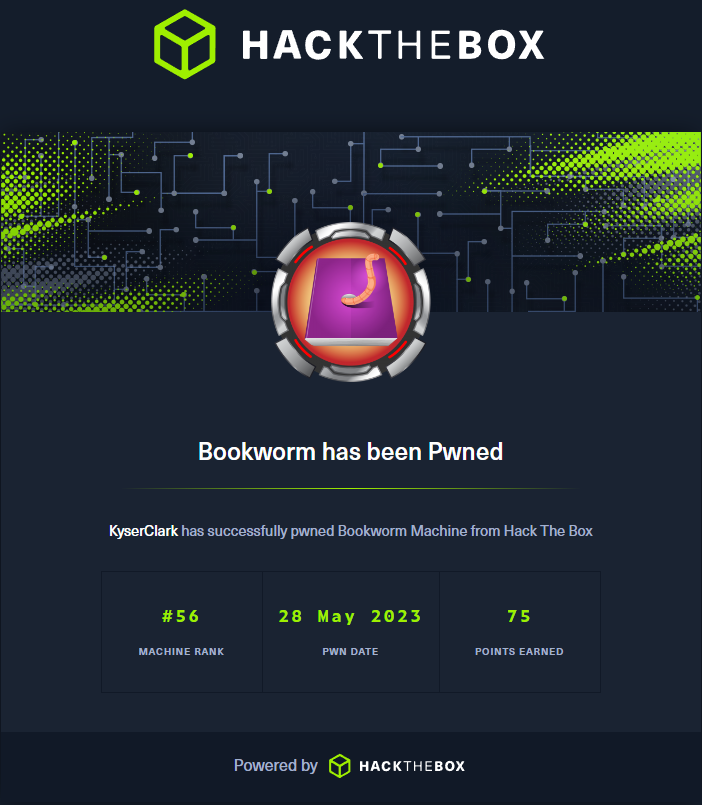 HACKTHEBOX
Bookworm has been Pwned
KyserClark has successfully pwned Bookworm Machine from Hack The Box
#56
28 May 2023
75
MACHINE RANK
PWN DATE
POINTS EARNED
Powered by HACKTHEBOX